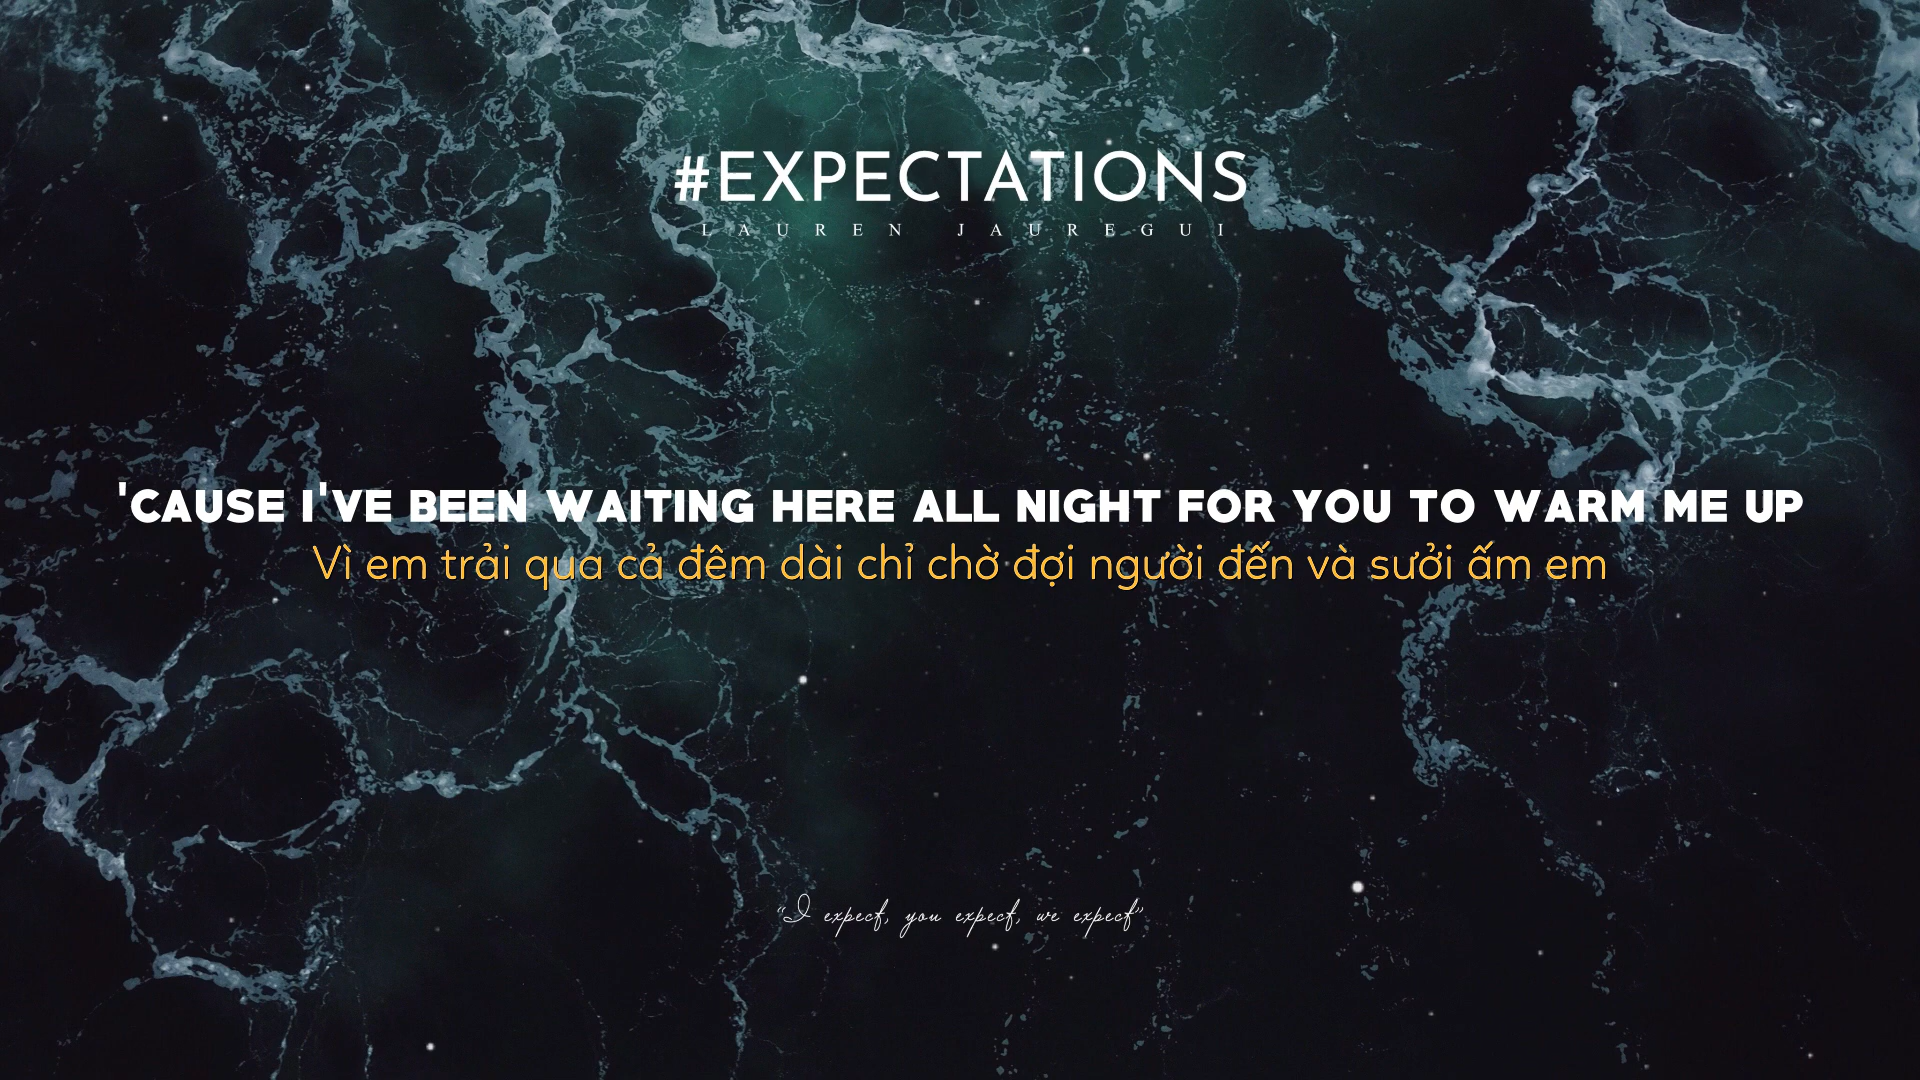 #EXPECTATIONS
LAUREN JAUREGUI
'CAUSE I'VE BEEN WAITING HERE ALL NIGHT FOR YOU TO WARM ME UP
Vì em trải qua cả đêm dài chỉ chờ đợi người đến và sưởi ấm em
“I expect, you expect, we expect”